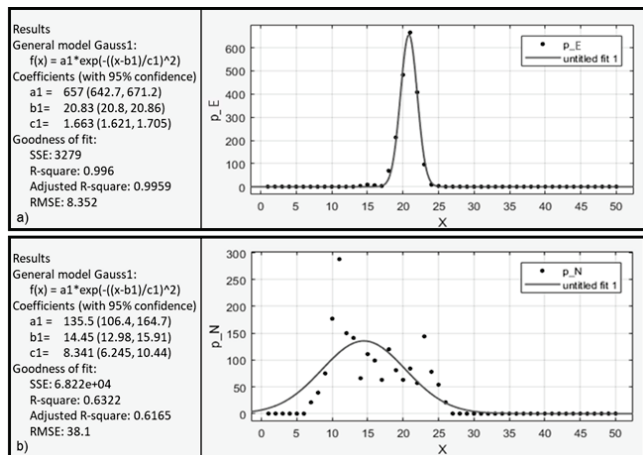 Results
General model Gauss1:
f(x) = a1*exp(-((x-b1)/c1)^2)
Coefficients (with 95% confidence)
a1 = 657 (642.7, 671.2)
b1= 20.83 (20.8, 20.86)
c1= 1.663 (1.621, 1.705)
Goodness of fit:
SSE: 3279
R-square: 0.996
Adjusted R-square: 0.9959
RMSE: 8.352
a)
p_E
600
500
400
300
200
100
0
0 5 10 15 20 25 30 35 40 45 50
X
p_E
untitled fit 1
Results
General model Gauss1:
f(x) = a1*exp(-((x-b1)/c1)^2)
Coefficients (with 95% confidence)
a1 = 135.5 (106.4, 164.7)
b1= 14.45 (12.98, 15.91)
c1= 8.341 (6.245, 10.44)
Goodness of fit:
SSE: 6.822e+04
R-square: 0.6322
Adjusted R-square: 0.6165
RMSE: 38.1
b)
p_N
300
250
200
150
100
50
0
0 5 10 15 20 25 30 35 40 45 50
X
p_N
untitled fit 1